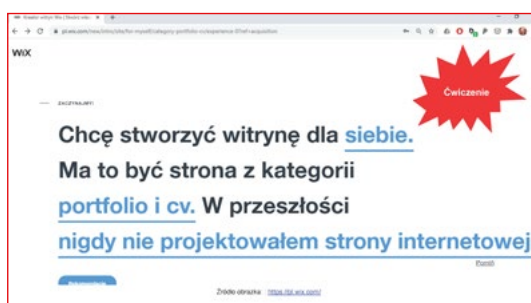 WiX
ZACZYNAJMY!
Ćwiczenie
Chcę stworzyć witrynę dla siebie.
Ma to być strona z kategorii
portfolio i cv. W przeszłości
nigdy nie projektowałem strony internetowej
Źródło obrazka: https://pl.wix.com/